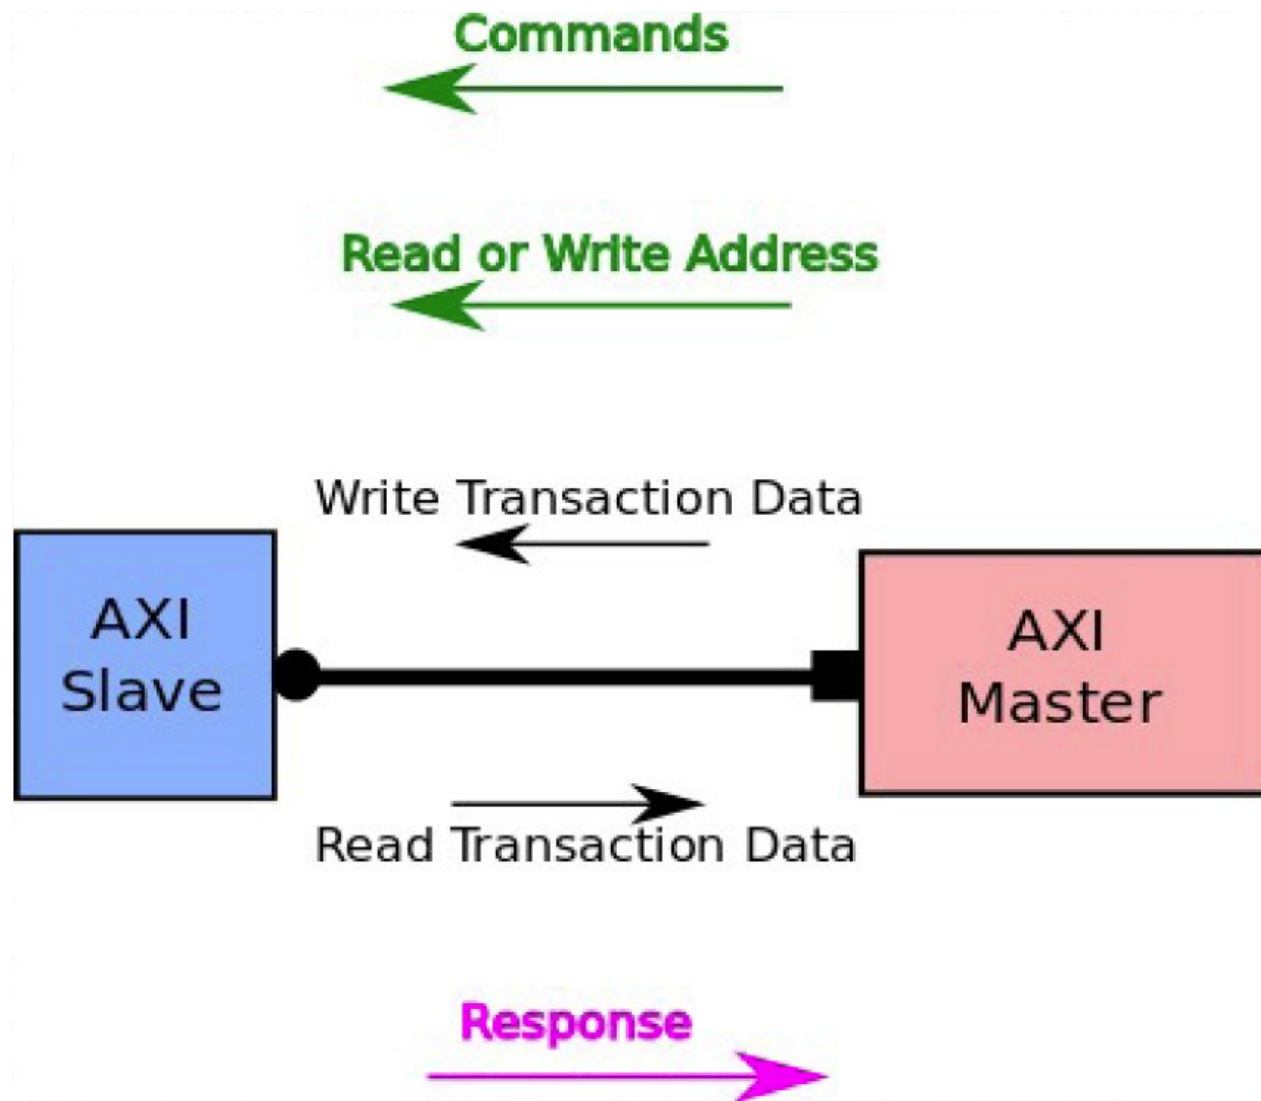 Commands
Read or Write Address
Write Transaction Data
AXI
Slave
AXI
Master
Read Transaction Data
Response